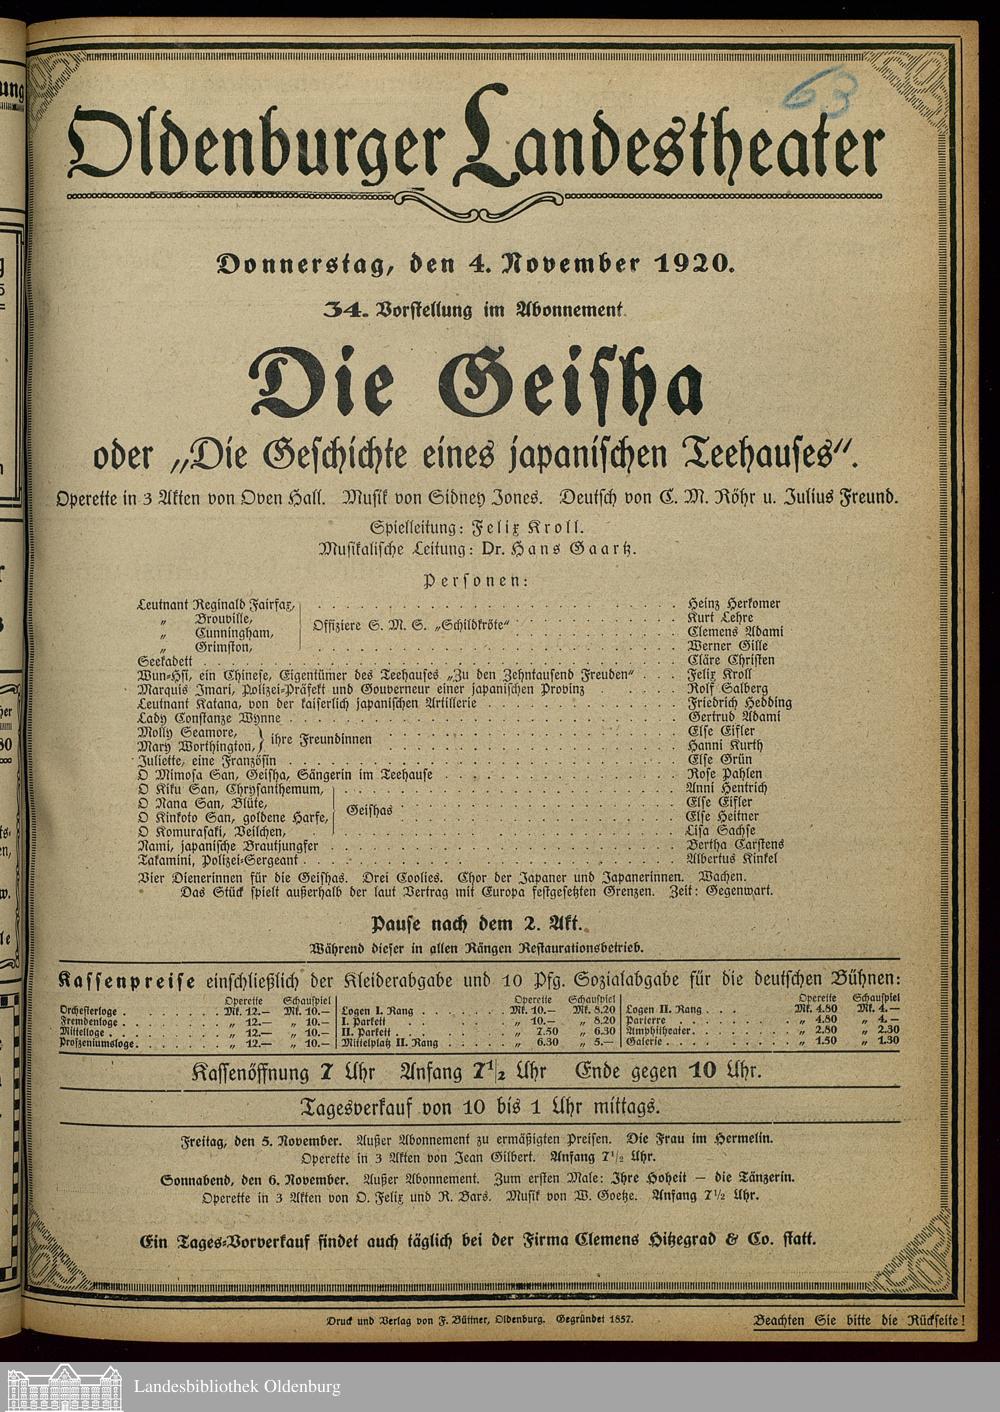 63
Oldenburger Landestheater
Donnerstag, den 4. November 1920.
34. Vorstellung im Abonnement.
Die Geisha
oder „Die Geschichte eines japanischen Teehauses“.
Operette in 3 Akten von Oven Hall. Musik von Sidney Jones. Deutsch von C. M. Röhr u. Julius Freund.
Spielleitung: Felix Kroll.
Musikalische Leitung: Dr. Hans Gaartz.
Personen:
Leutnant Reginald Fairfax, . . . Heinz Herkomer
„ Brouville, Kurt Lehre
„ Cunningham, Offiziere S. M. S. „Schildkröte“ . . . Clemens Adami
„ Grimston, . . . Werner Gille
Seekadett . . . Cläre Christen
Wun-Hsi, ein Chinese, Eigentümer des Teehauses „Zu den Zehntausend Freuden“ . . . Felix Kroll
Marquis Imari, Polizei-Präfekt und Gouverneur einer japanischen Provinz . . . Rolf Salberg
Leutnant Katana, von der kaiserlich japanischen Artillerie . . . Friedrich Hedding
Lady Constanze Wynne . . . Gertrud Adami
Molly Seamore, Else Eifler
Mary Worthington, ihre Freundinnen . . . Hanni Kurth
Juliette, eine Französin . . . Else Grün
O Mimosa San, Geisha, Sängerin im Teehause . . . Rose Pahlen
O Kiku San, Chrysanthemum, . . . Anni Hentrich
O Nana San, Blüte, Geishas . . . Else Eifler
O Kinkoto San, goldene Harfe, . . . Else Heitner
O Komurasaki, Veilchen, . . . Lisa Sachse
Nami, japanische Brautjungfer . . . Bertha Carstens
Takamini, Polizei-Sergeant . . . Albertus Kinkel
Vier Dienerinnen für die Geishas. Drei Coolies. Chor der Japaner und Japanerinnen. Wachen.
Das Stück spielt außerhalb der laut Vertrag mit Europa festgesetzten Grenzen. Zeit: Gegenwart.
Pause nach dem 2. Akt.
Während dieser in allen Rängen Restaurationsbetrieb.
Kassenpreise einschließlich der Kleiderabgabe und 10 Pfg. Sozialabgabe für die deutschen Bühnen:
Operette Schauspiel Operette Schauspiel Operette Schauspiel
Orchesterloge . . . Mk. 12.— Mk. 10.— Logen I. Rang . . . Mk. 10.— Mk. 8.20 Logen II. Rang . . . Mk. 4.80 Mk. 4.—
Fremdenloge . . . „ 12.— „ 10.— I. Parkett . . . „ 10.— „ 8.20 Parterre . . . „ 4.80 „ 4.—
Mittelloge . . . „ 12.— „ 10.— II. Parkett . . . „ 7.50 „ 6.30 Amphitheater . . . „ 2.80 „ 2.30
Proszeniumsloge . . . „ 12.— „ 10.— Mittelplatz II. Rang . . . „ 6.30 „ 5.— Galerie . . . „ 1.50 „ 1.30
Kassenöffnung 7 Uhr Anfang 7 1/2 Uhr Ende gegen 10 Uhr.
Tagesverkauf von 10 bis 1 Uhr mittags.
Freitag, den 5. November. Außer Abonnement zu ermäßigten Preisen. Die Frau im Hermelin.
Operette in 3 Akten von Jean Gilbert. Anfang 7 1/2 Uhr.
Sonnabend, den 6. November. Außer Abonnement. Zum ersten Male: Ihre Hoheit — die Tänzerin.
Operette in 3 Akten von O. Felix und R. Bars. Musik von W. Goetze. Anfang 7 1/2 Uhr.
Ein Tages-Vorverkauf findet auch täglich bei der Firma Clemens Hitzegrad & Co. statt.
Druck und Verlag von F. Büttner, Oldenburg. Gegründet 1857.
Beachten Sie bitte die Rückseite!
Landesbibliothek Oldenburg